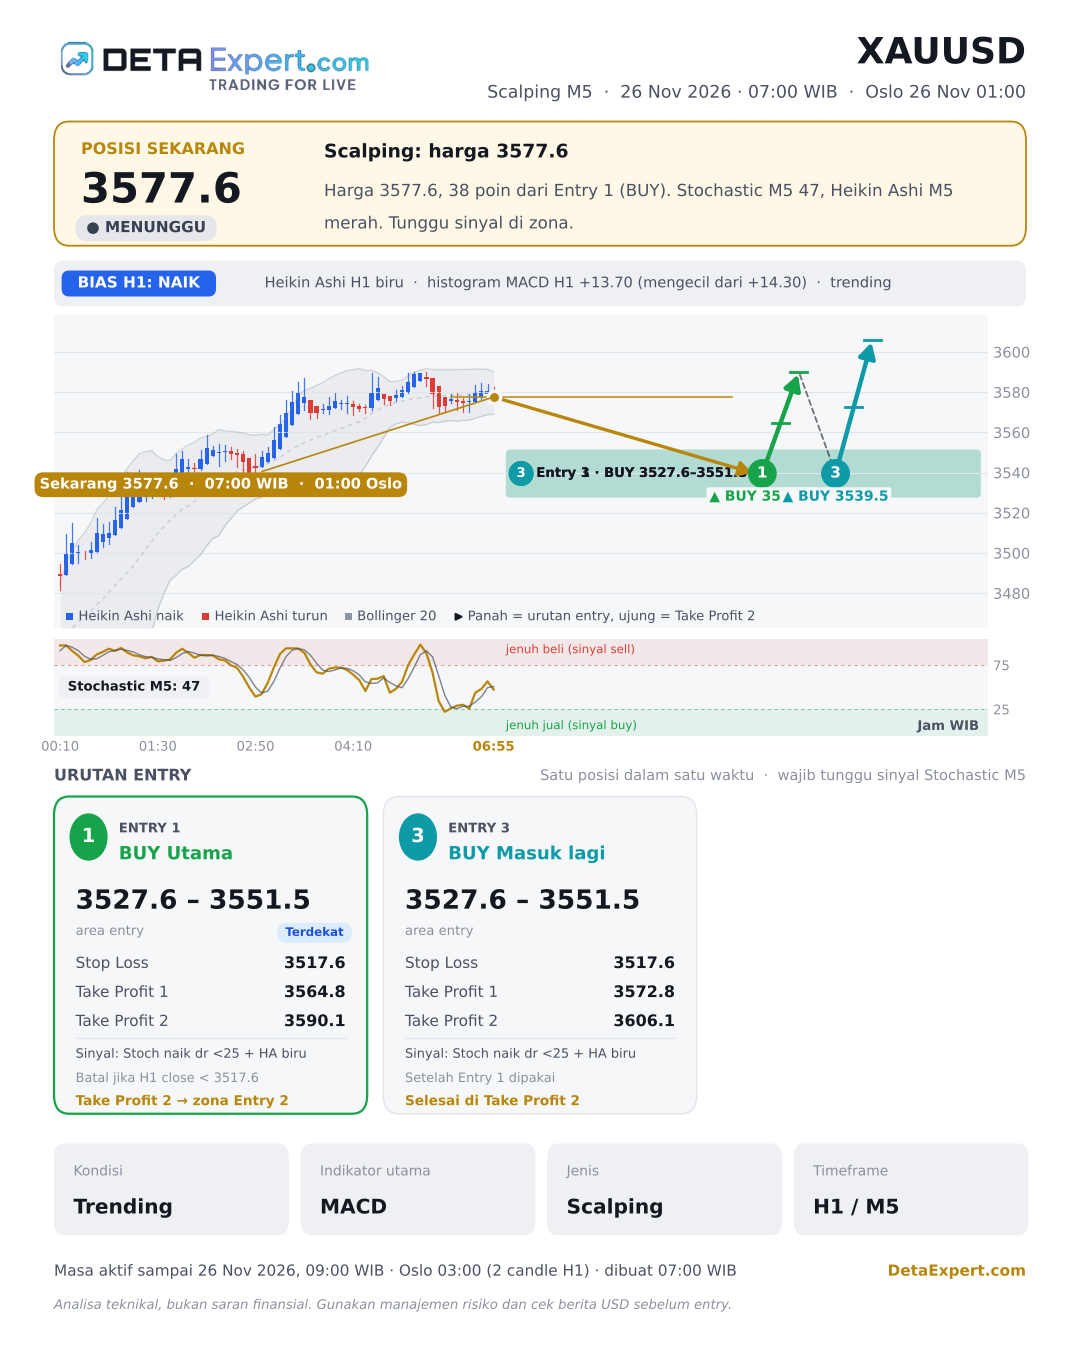 DETA Expert.com
TRADING FOR LIVE
XAUUSD
Scalping M5 · 26 Nov 2026 · 07:00 WIB · Oslo 26 Nov 01:00
POSISI SEKARANG
3577.6
● MENUNGGU
Scalping: harga 3577.6
Harga 3577.6, 38 poin dari Entry 1 (BUY). Stochastic M5 47, Heikin Ashi M5
merah. Tunggu sinyal di zona.
BIAS H1: NAIK
Heikin Ashi H1 biru · histogram MACD H1 +13.70 (mengecil dari +14.30) · trending
3600
3580
3560
3540
3520
3500
3480
Sekarang 3577.6 · 07:00 WIB · 01:00 Oslo
3
Entry · BUY 3527.6–3551.5
1
3
▲ BUY 35
▲ BUY 3539.5
Heikin Ashi naik
Heikin Ashi turun
Bollinger 20
Panah = urutan entry, ujung = Take Profit 2
jenuh beli (sinyal sell)
75
Stochastic M5: 47
25
jenuh jual (sinyal buy)
Jam WIB
00:10 01:30 02:50 04:10 06:55
URUTAN ENTRY
Satu posisi dalam satu waktu · wajib tunggu sinyal Stochastic M5
1
ENTRY 1
BUY Utama
3527.6 – 3551.5
area entry
Terdekat
Stop Loss 3517.6
Take Profit 1 3564.8
Take Profit 2 3590.1
Sinyal: Stoch naik dr <25 + HA biru
Batal jika H1 close < 3517.6
Take Profit 2 → zona Entry 2
3
ENTRY 3
BUY Masuk lagi
3527.6 – 3551.5
area entry
Stop Loss 3517.6
Take Profit 1 3572.8
Take Profit 2 3606.1
Sinyal: Stoch naik dr <25 + HA biru
Setelah Entry 1 dipakai
Selesai di Take Profit 2
Kondisi
Trending
Indikator utama
MACD
Jenis
Scalping
Timeframe
H1 / M5
Masa aktif sampai 26 Nov 2026, 09:00 WIB · Oslo 03:00 (2 candle H1) · dibuat 07:00 WIB
DetaExpert.com
Analisa teknikal, bukan saran finansial. Gunakan manajemen risiko dan cek berita USD sebelum entry.